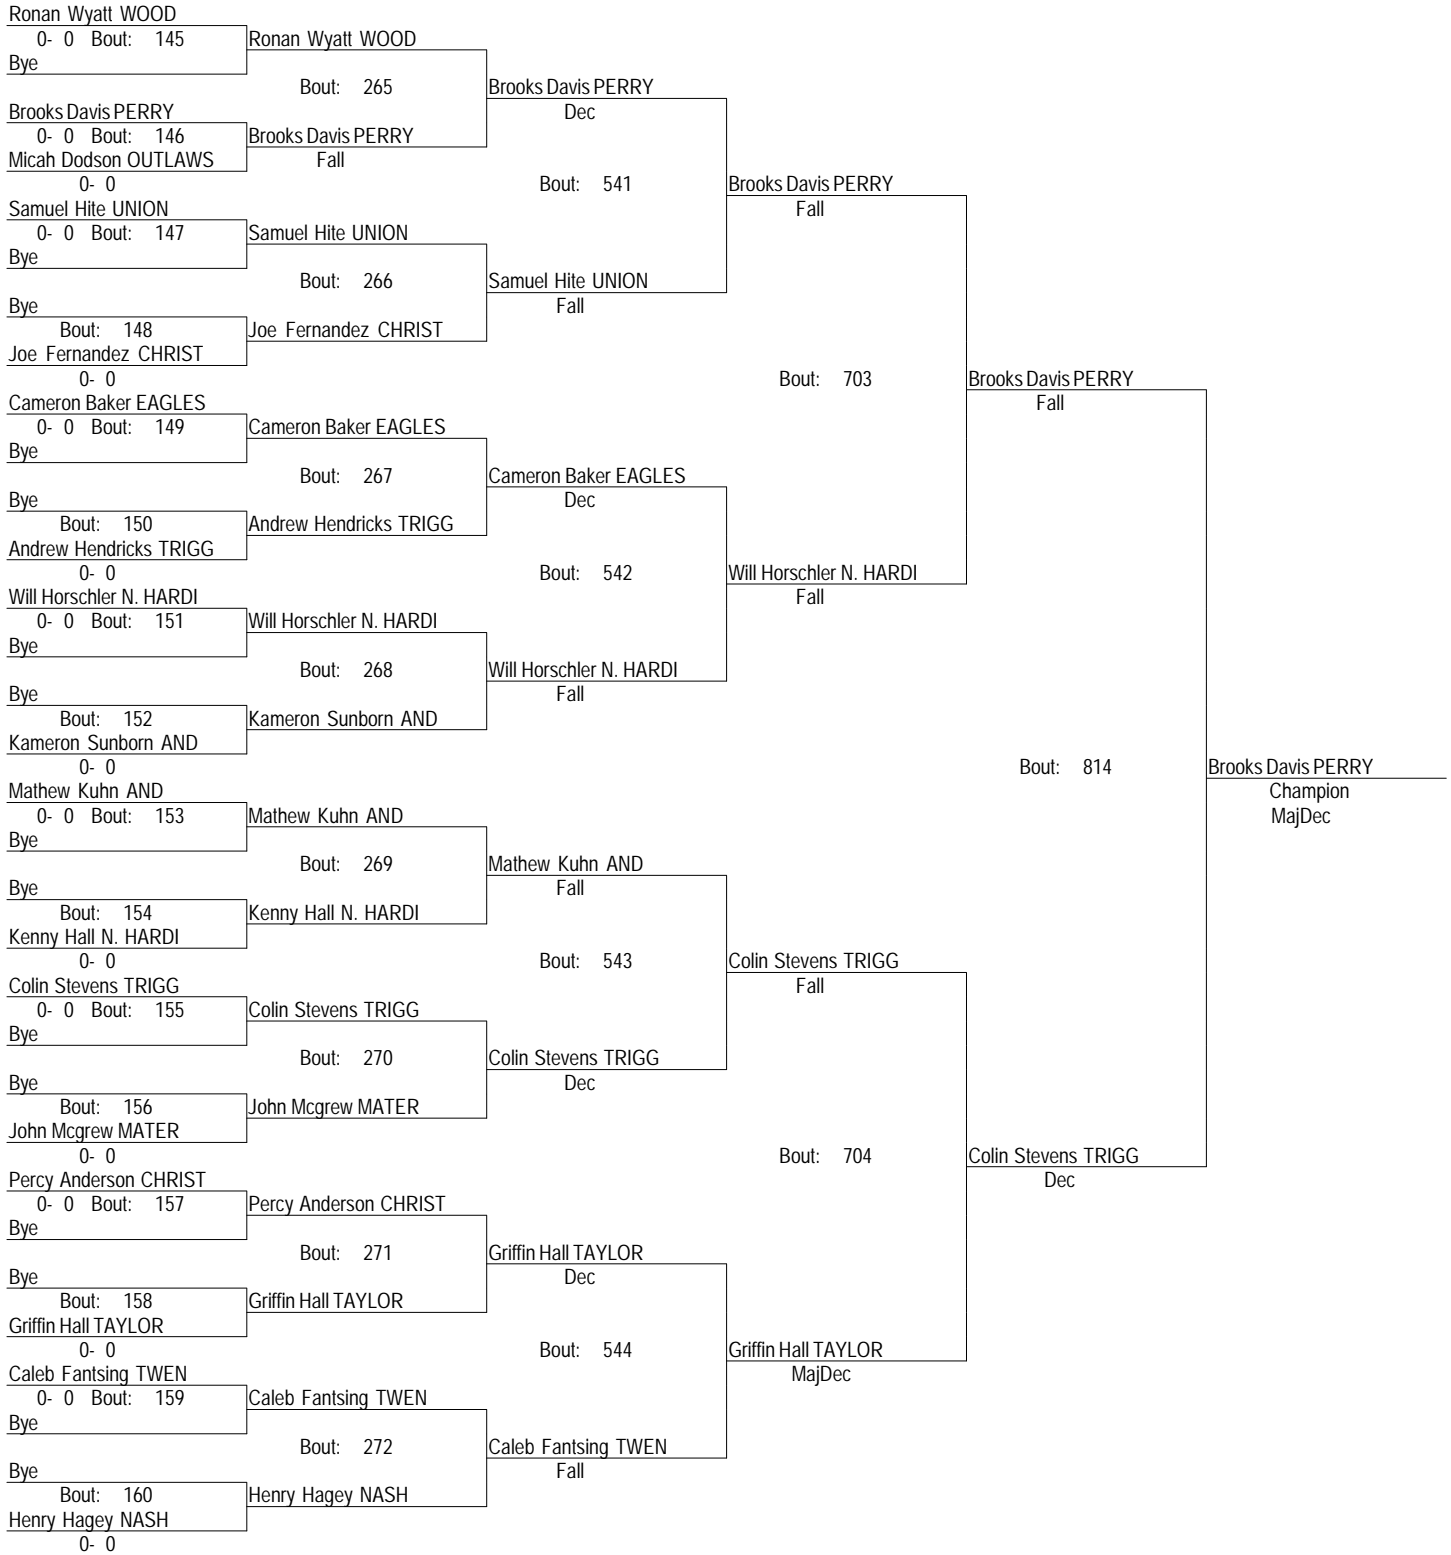 Ronan Wyatt WOOD
0- 0 Bout: 145 Ronan Wyatt WOOD
Bye
Bout: 265 Brooks Davis PERRY
Brooks Davis PERRY Dec
0- 0 Bout: 146 Brooks Davis PERRY
Micah Dodson OUTLAWS Fall
0- 0 Bout: 541 Brooks Davis PERRY
Samuel Hite UNION Fall
0- 0 Bout: 147 Samuel Hite UNION
Bye
Bout: 266 Samuel Hite UNION
Bye Fall
Bout: 148 Joe Fernandez CHRIST
Joe Fernandez CHRIST
0- 0 Bout: 703 Brooks Davis PERRY
Cameron Baker EAGLES Fall
0- 0 Bout: 149 Cameron Baker EAGLES
Bye
Bout: 267 Cameron Baker EAGLES
Bye Dec
Bout: 150 Andrew Hendricks TRIGG
Andrew Hendricks TRIGG
0- 0 Bout: 542 Will Horschler N. HARDI
Will Horschler N. HARDI Fall
0- 0 Bout: 151 Will Horschler N. HARDI
Bye
Bout: 268 Will Horschler N. HARDI
Bye Fall
Bout: 152 Kameron Sunborn AND
Kameron Sunborn AND
0- 0 Bout: 814 Brooks Davis PERRY
Mathew Kuhn AND Champion
0- 0 Bout: 153 Mathew Kuhn AND MajDec
Bye
Bout: 269 Mathew Kuhn AND
Bye Fall
Bout: 154 Kenny Hall N. HARDI
Kenny Hall N. HARDI
0- 0 Bout: 543 Colin Stevens TRIGG
Colin Stevens TRIGG Fall
0- 0 Bout: 155 Colin Stevens TRIGG
Bye
Bout: 270 Colin Stevens TRIGG
Bye Dec
Bout: 156 John Mcgrew MATER
John Mcgrew MATER
0- 0 Bout: 704 Colin Stevens TRIGG
Percy Anderson CHRIST Dec
0- 0 Bout: 157 Percy Anderson CHRIST
Bye
Bout: 271 Griffin Hall TAYLOR
Bye Dec
Bout: 158 Griffin Hall TAYLOR
Griffin Hall TAYLOR
0- 0 Bout: 544 Griffin Hall TAYLOR
Caleb Fantsing TWEN MajDec
0- 0 Bout: 159 Caleb Fantsing TWEN
Bye
Bout: 272 Caleb Fantsing TWEN
Bye Fall
Bout: 160 Henry Hagey NASH
Henry Hagey NASH
0- 0